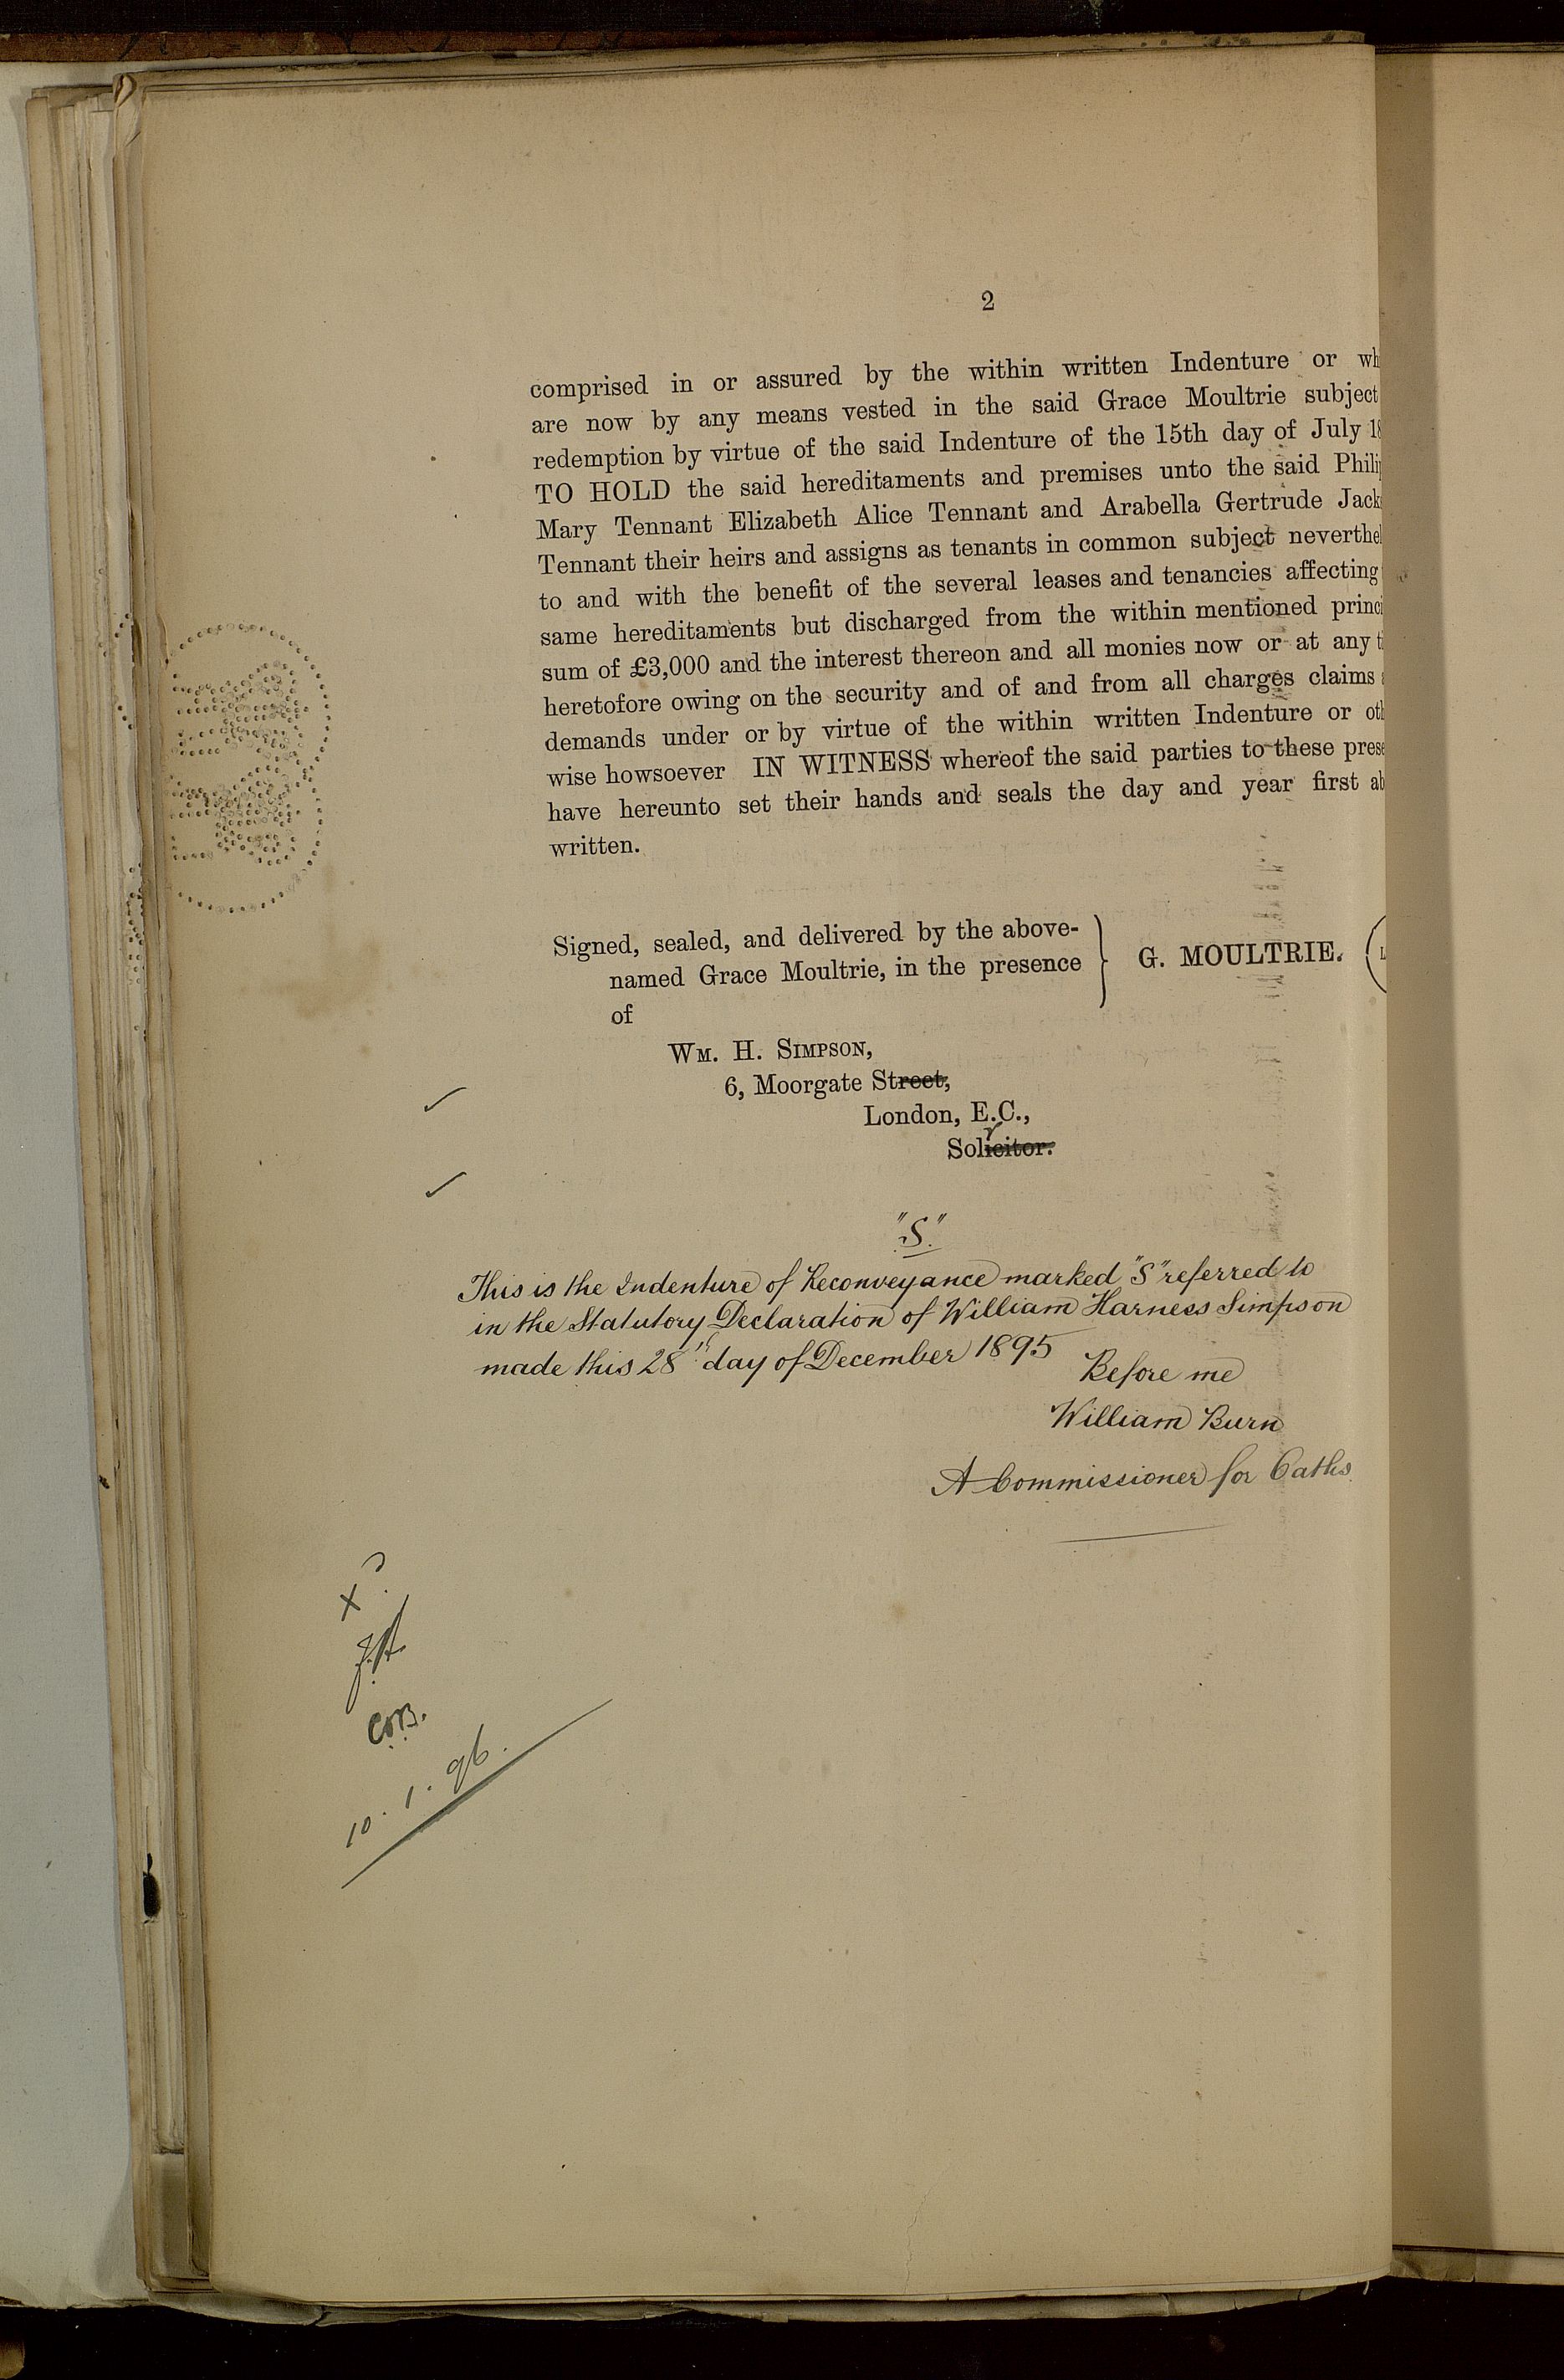 2
comprised in or assured by the within written Indenture or wh
are now by any means vested in the said Grace Moultrie subject
redemption by virtue of the said Indenture of the 15th day of July 18
TO HOLD the said hereditaments and premises unto the said Philip
Mary Tennant Elizabeth Alice Tennant and Arabella Gertrude Jack
Tennant their heirs and assigns as tenants in common subject neverthel
to and with the benefit of the several leases and tenancies affecting
same hereditaments but discharged from the within mentioned princi
sum of £3,000 and the interest thereon and all monies now or at any t
heretofore owing on the security and of and from all charges claims
demands under or by virtue of the within written Indenture or oth
wise howsoever IN WITNESS whereof the said parties to these prese
have hereunto set their hands and seals the day and year first ab
written.
Signed, sealed, and delivered by the above-
named Grace Moultrie, in the presence
of
G. MOULTRIE.
L
WM. H. SIMPSON,
6, Moorgate Street,
London, E.C.,
Solicitor.
"S"
This is the Indenture of Reconveyance marked "S" referred to
in the Statutory Declaration of William Harness Simpson
made this 28th day of December 1895
Before me
William Burn
A Commissioner for Oaths
X ?
10.1.96.